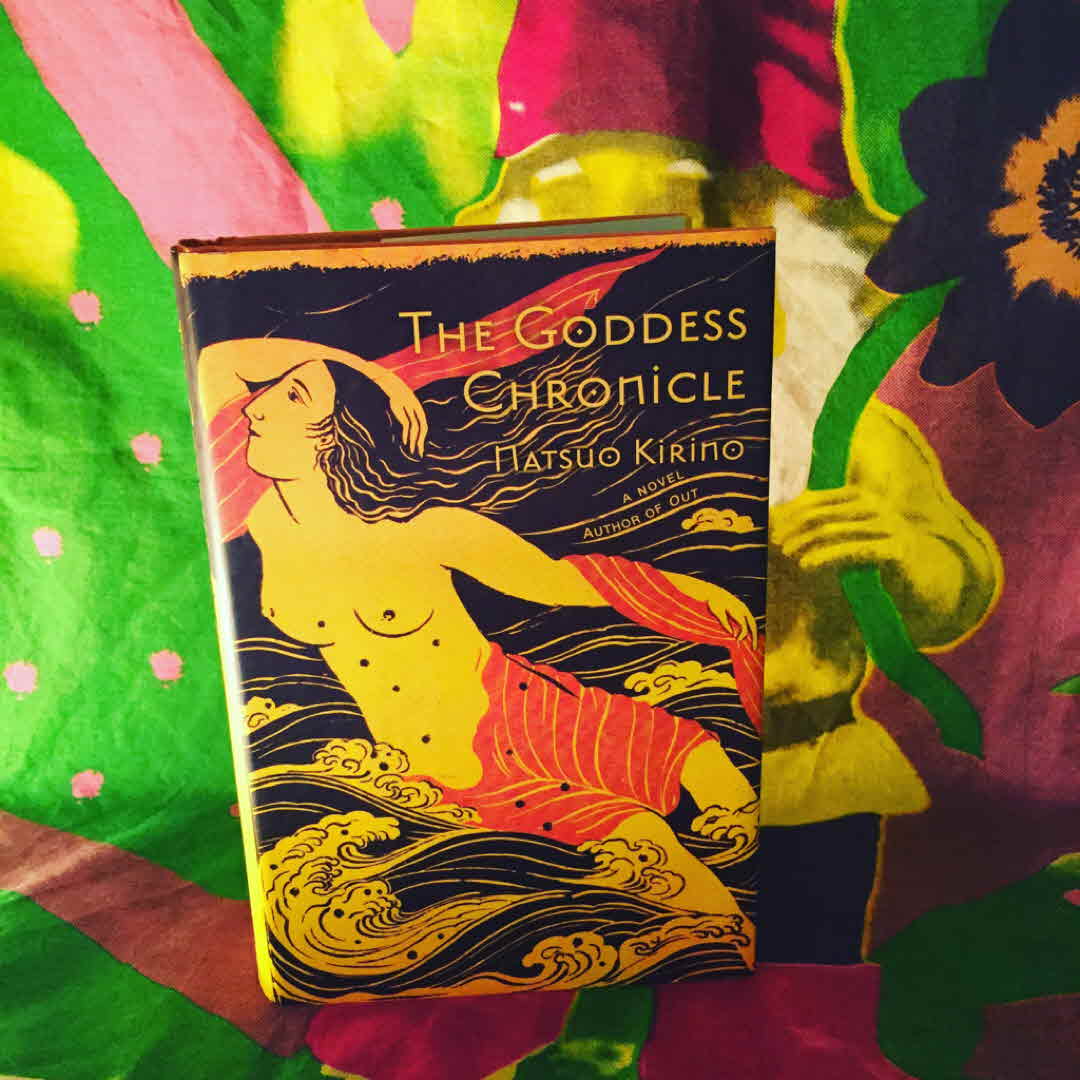 THE GODDESS
CHRONICLE
NATSUO KIRINO
A NOVEL
AUTHOR OF OUT